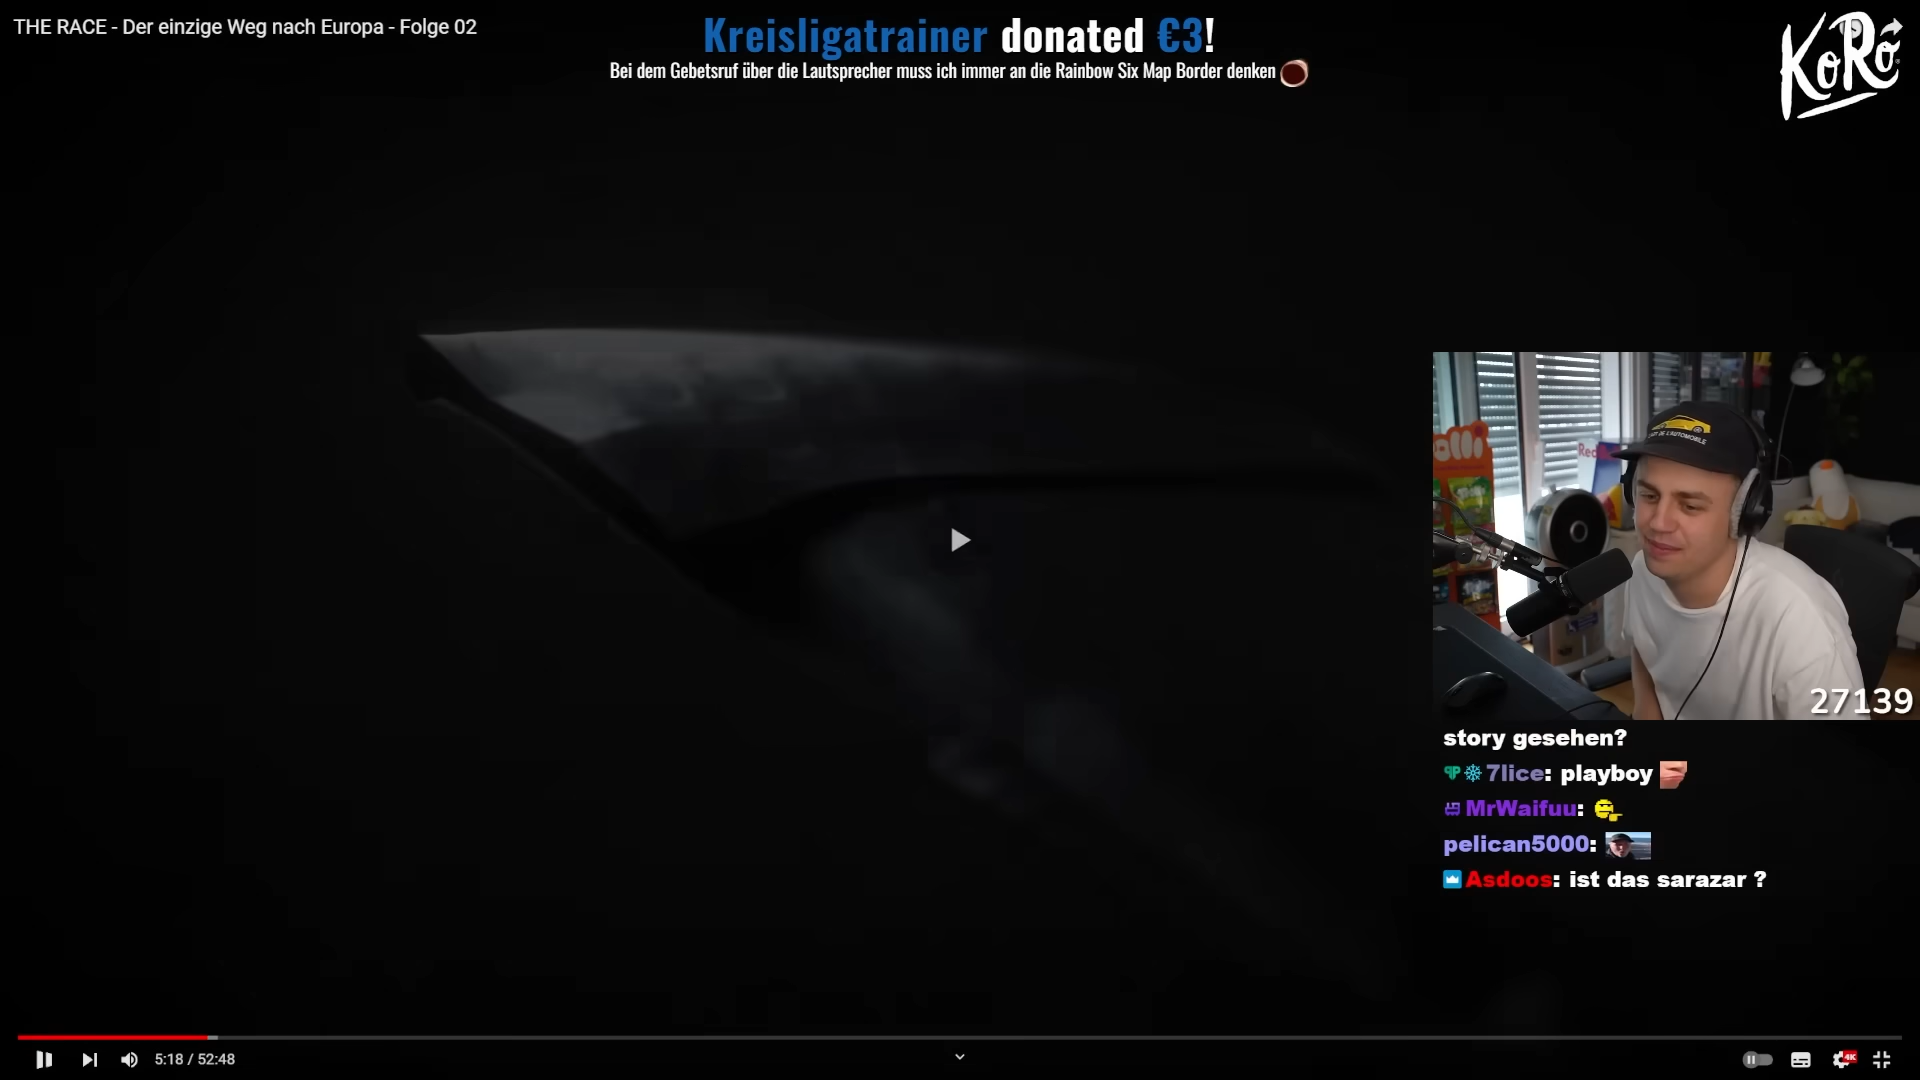 THE RACE - Der einzige Weg nach Europa - Folge 02
Kreisligatrainer donated €3!
Bei dem Gebetsruf über die Lautsprecher muss ich immer an die Rainbow Six Map Border denken
KoRo
Red
27139
story gesehen?
7lice: playboy
MrWaifuu:
pelican5000:
Asdoos: ist das sarazar ?
5:18 / 52:48
4K